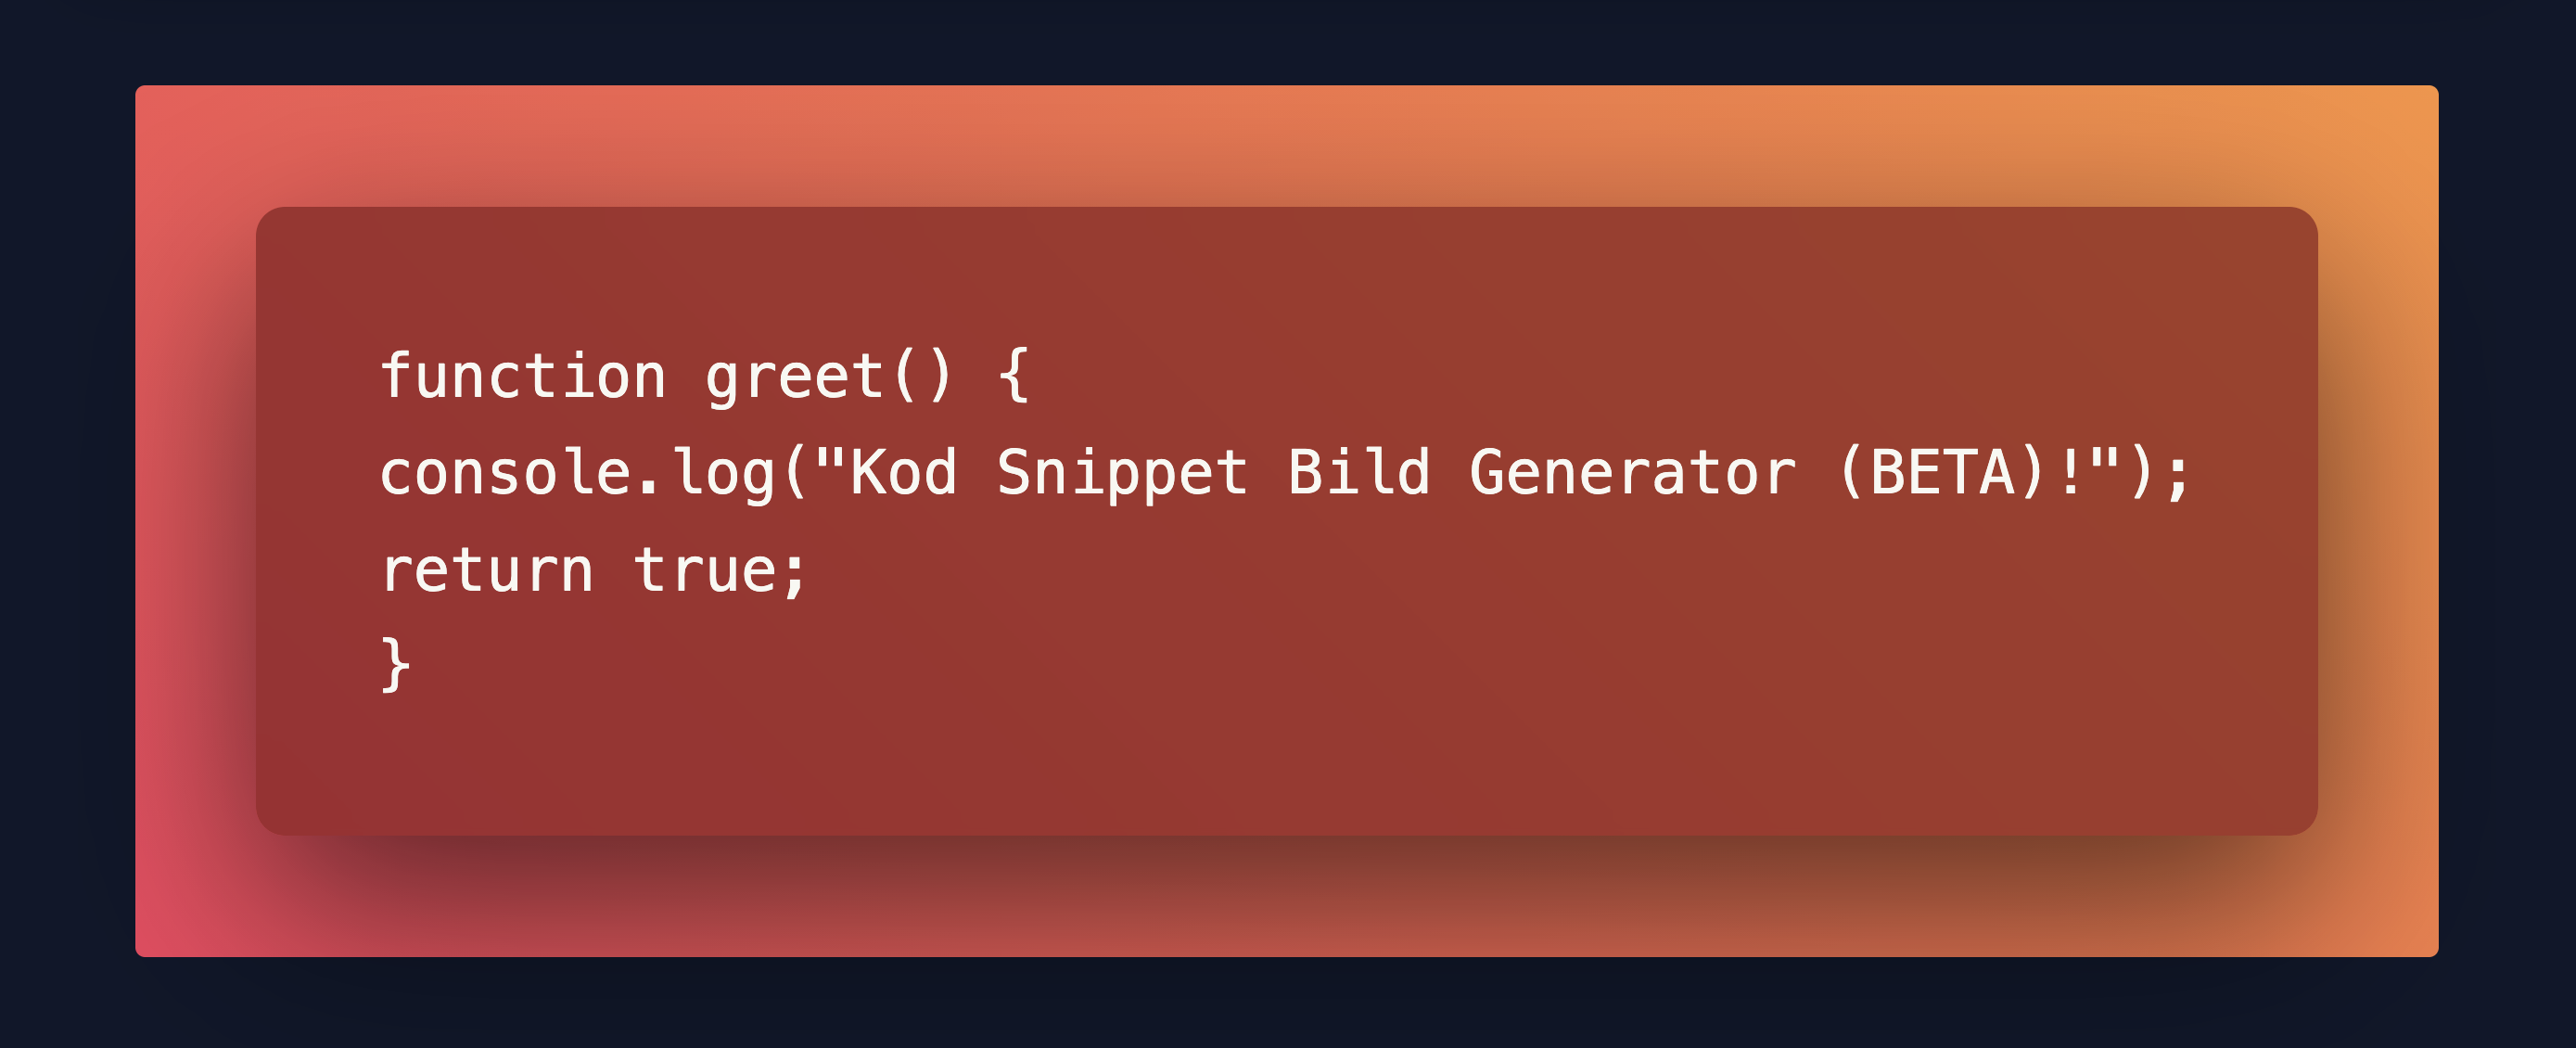 function greet() {
console.log("Kod Snippet Bild Generator (BETA)!");
return true;
}